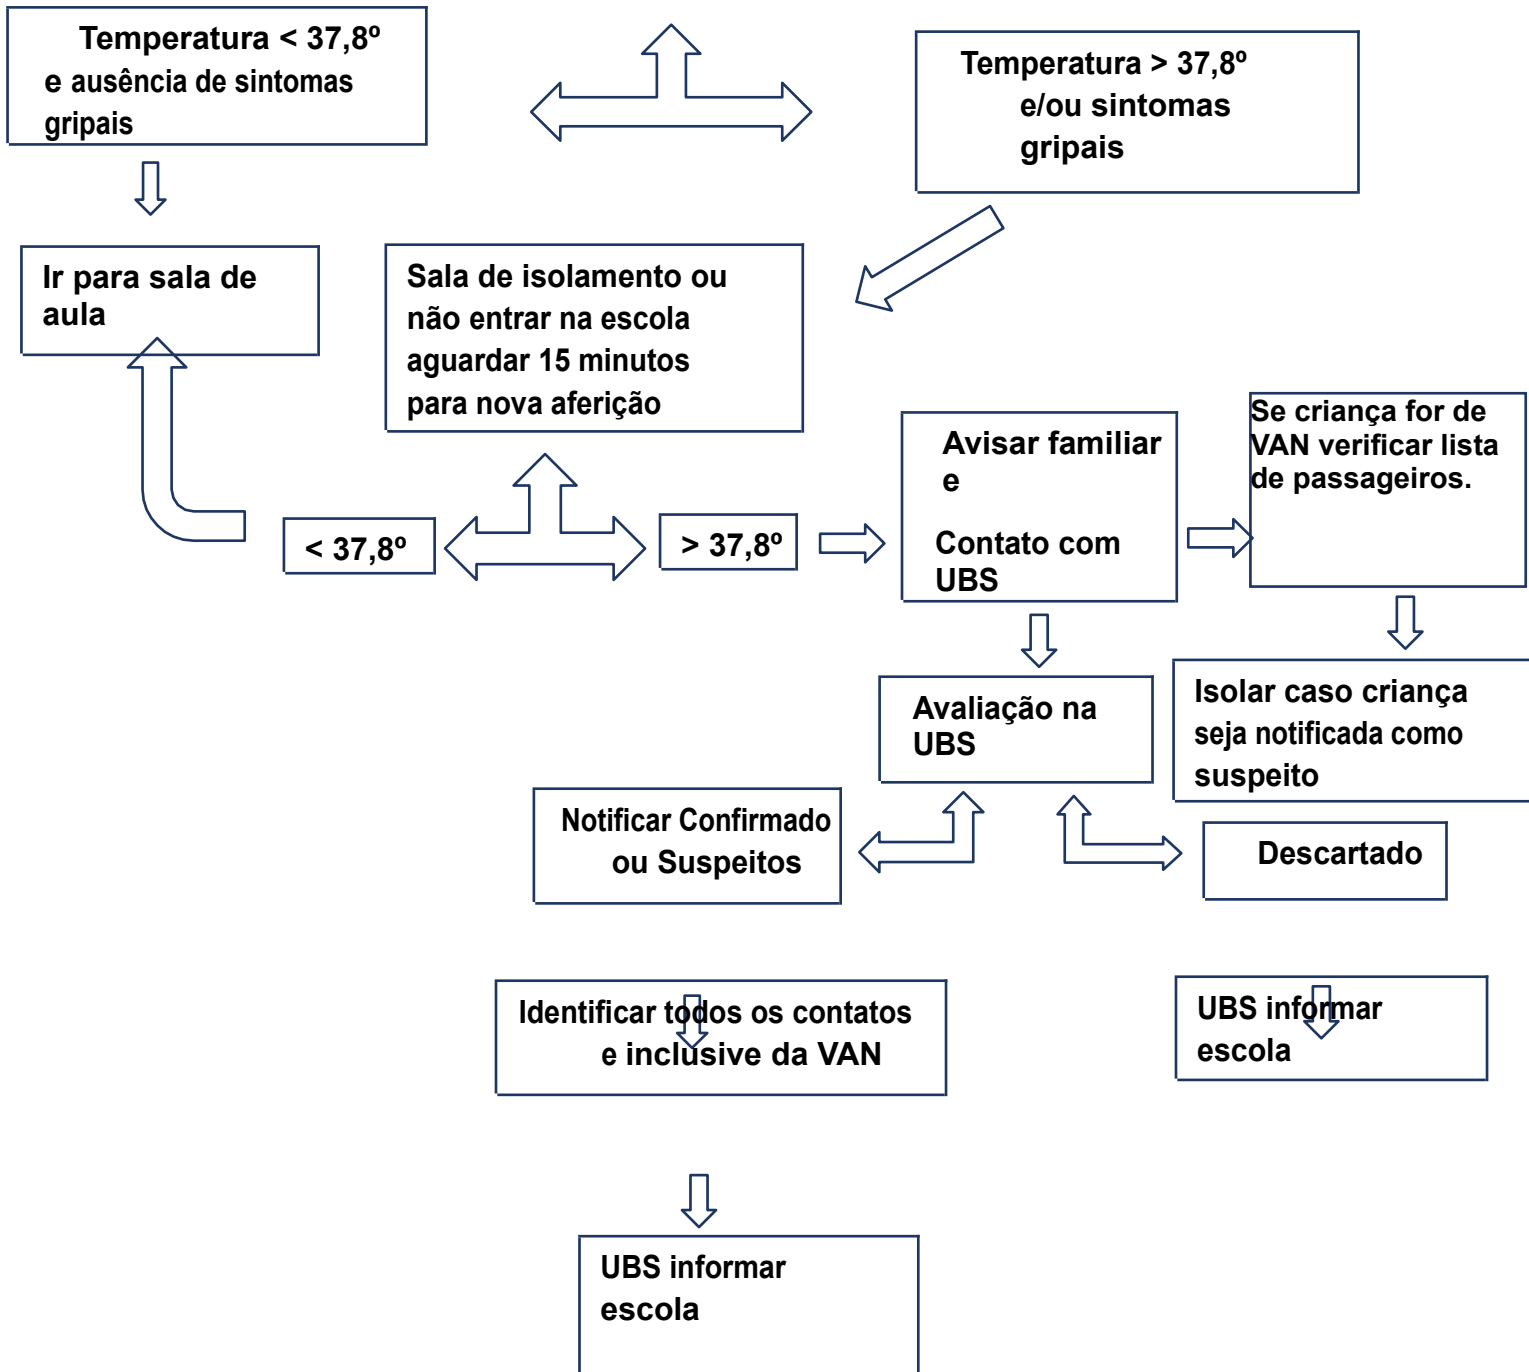 Temperatura < 37,8º
e ausência de sintomas
gripais
Temperatura > 37,8º
e/ou sintomas
gripais
Ir para sala de
aula
Sala de isolamento ou
não entrar na escola
aguardar 15 minutos
para nova aferição
< 37,8º
> 37,8º
Avisar familiar
e
Contato com
UBS
Se criança for de
VAN verificar lista
de passageiros.
Avaliação na
UBS
Isolar caso criança
seja notificada como
suspeito
Notificar Confirmado
ou Suspeitos
Descartado
Identificar todos os contatos
e inclusive da VAN
UBS informar
escola
UBS informar
escola